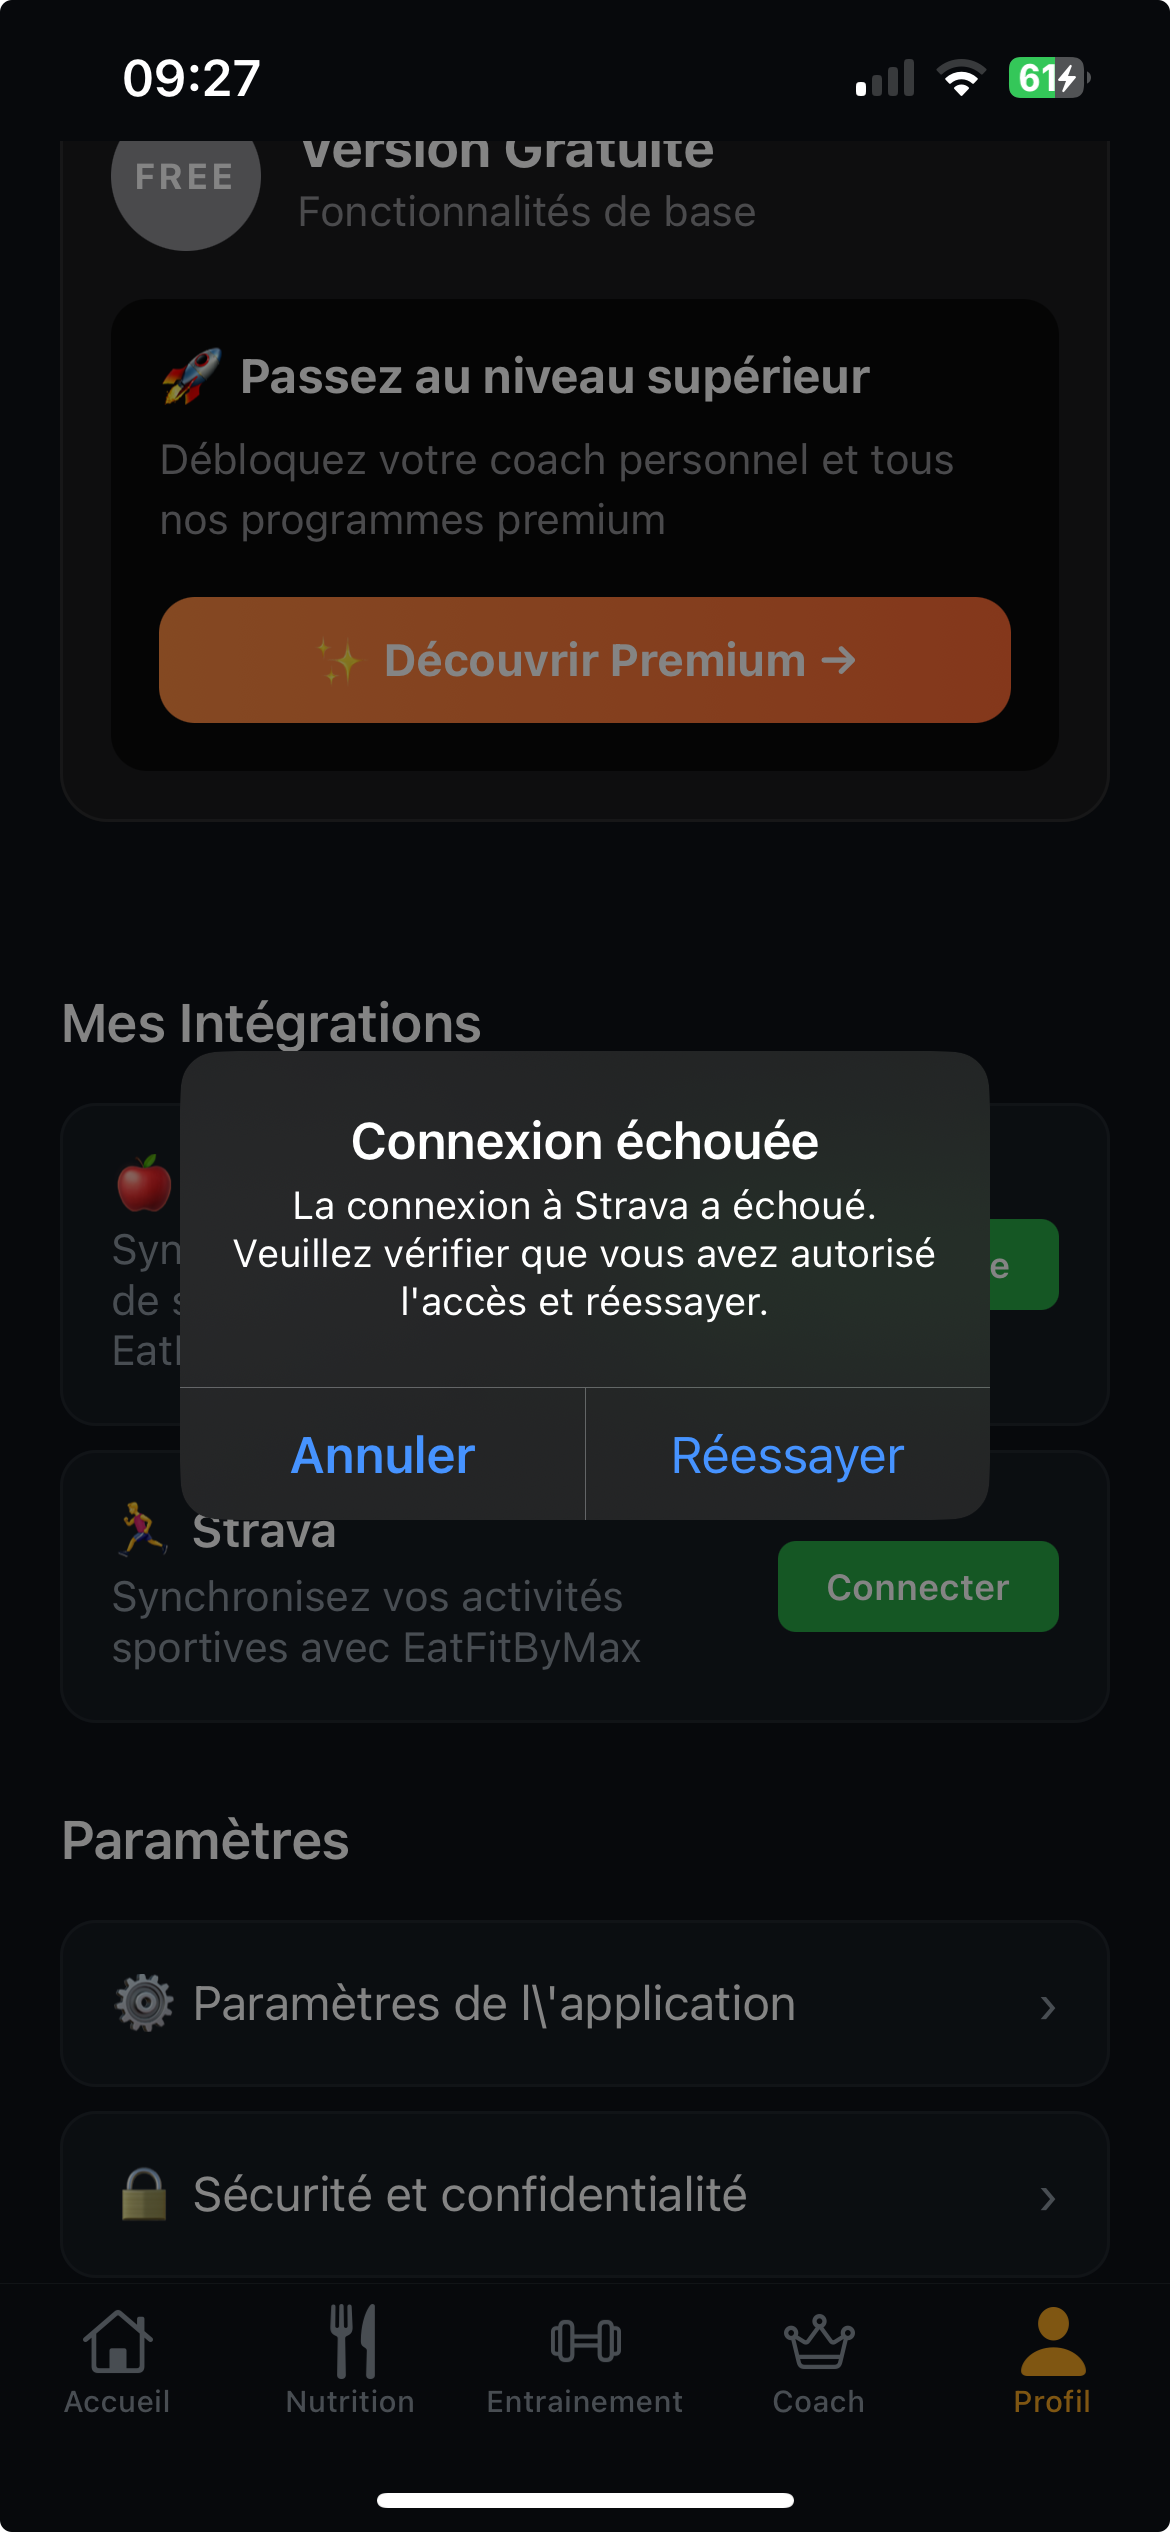 09:27
61
FREE
Version Gratuite
Fonctionnalités de base
🚀 Passez au niveau supérieur
Débloquez votre coach personnel et tous
nos programmes premium
✨ Découvrir Premium →
Mes Intégrations
Connexion échouée
La connexion à Strava a échoué.
Veuillez vérifier que vous avez autorisé
l'accès et réessayer.
Annuler
Réessayer
Strava
Synchronisez vos activités
sportives avec EatFitByMax
Connecter
Paramètres
Paramètres de l\'application
Sécurité et confidentialité
Accueil
Nutrition
Entrainement
Coach
Profil